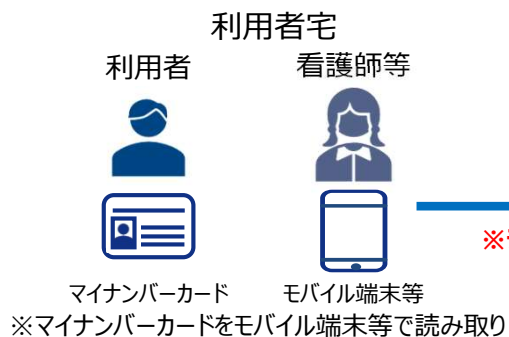 利用者宅
利用者 看護師等
※
マイナンバーカード モバイル端末等
※マイナンバーカードをモバイル端末等で読み取り